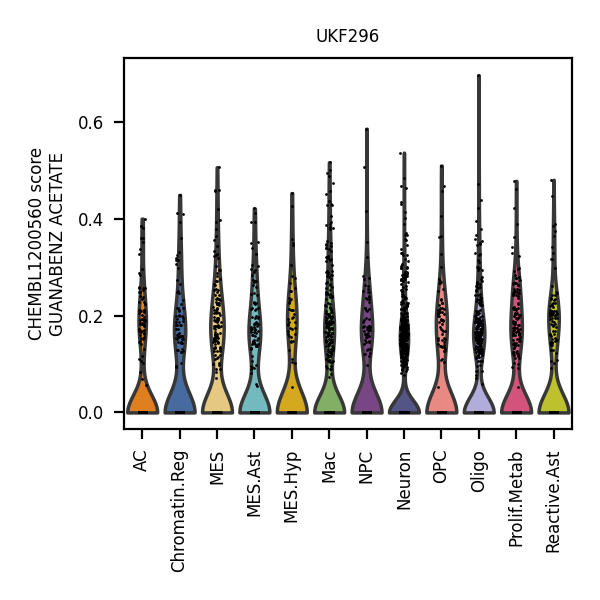 UKF296
CHEMBL1200560 score
GUANABENZ ACETATE
0.6
0.4
0.2
0.0
AC
Chromatin.Reg
MES
MES.Ast
MES.Hyp
Mac
NPC
Neuron
OPC
Oligo
Prolif.Metab
Reactive.Ast